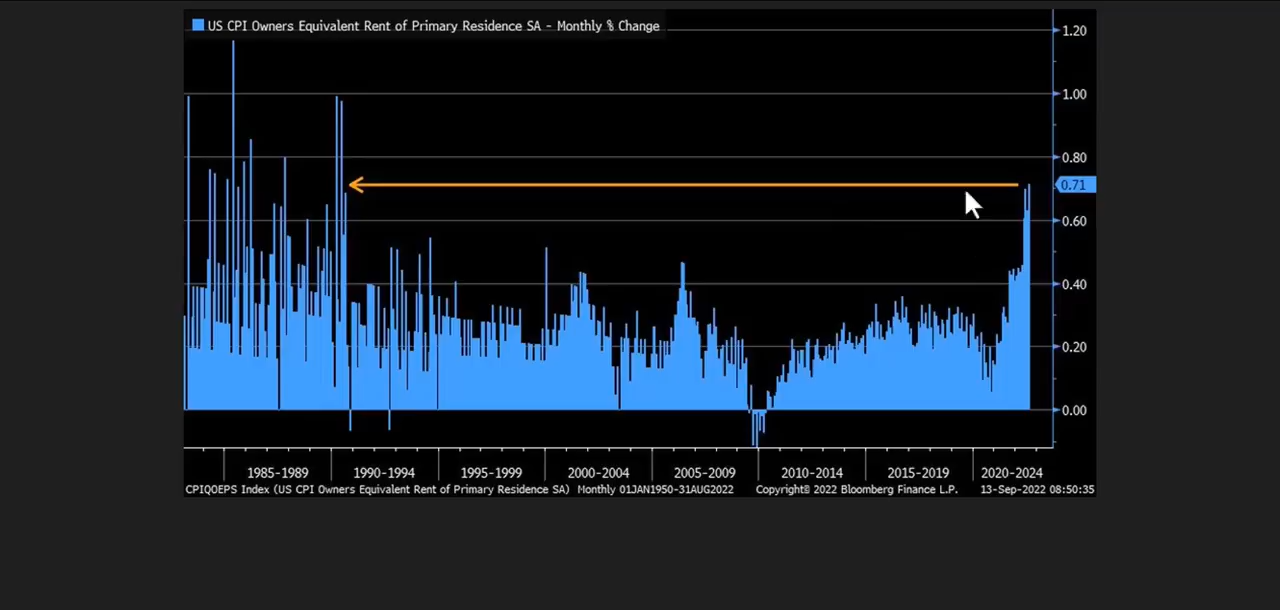 US CPI Owners Equivalent Rent of Primary Residence SA - Monthly % Change
1.20
1.00
0.80
0.71
0.60
0.40
0.20
0.00
1985-1989 1990-1994 1995-1999 2000-2004 2005-2009 2010-2014 2015-2019 2020-2024
CPIQOEPS Index (US CPI Owners Equivalent Rent of Primary Residence SA) Monthly 01JAN1950-31AUG2022 Copyright© 2022 Bloomberg Finance L.P. 13-Sep-2022 08:50:35